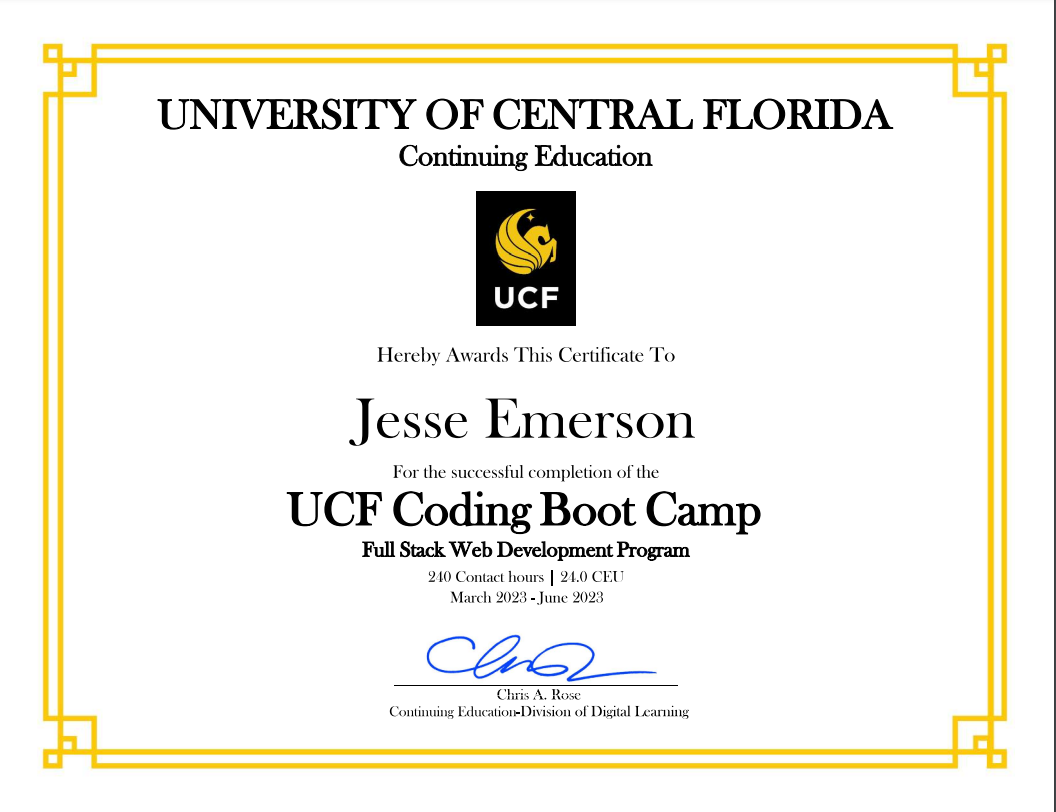 UNIVERSITY OF CENTRAL FLORIDA
Continuing Education
UCF
Hereby Awards This Certificate To
Jesse Emerson
For the successful completion of the
UCF Coding Boot Camp
Full Stack Web Development Program
240 Contact hours | 24.0 CEU
March 2023 - June 2023
Chris A. Rose
Continuing Education-Division of Digital Learning